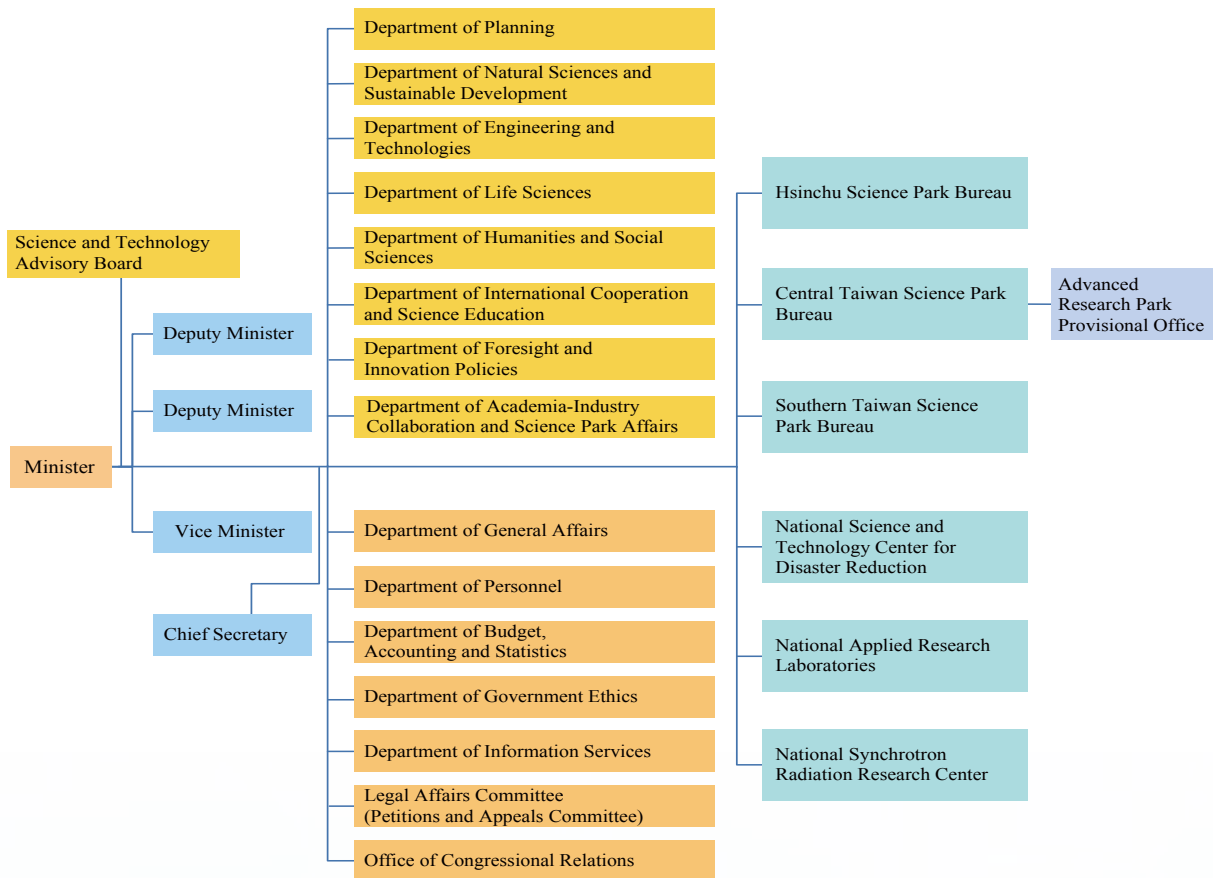 Science and Technology
Advisory Board
Minister
Deputy Minister
Deputy Minister
Vice Minister
Chief Secretary
Department of Planning
Department of Natural Sciences and
Sustainable Development
Department of Engineering and
Technologies
Department of Life Sciences
Department of Humanities and Social
Sciences
Department of International Cooperation
and Science Education
Department of Foresight and
Innovation Policies
Department of Academia-Industry
Collaboration and Science Park Affairs
Department of General Affairs
Department of Personnel
Department of Budget,
Accounting and Statistics
Department of Government Ethics
Department of Information Services
Legal Affairs Committee
(Petitions and Appeals Committee)
Office of Congressional Relations
Hsinchu Science Park Bureau
Central Taiwan Science Park
Bureau
Southern Taiwan Science
Park Bureau
National Science and
Technology Center for
Disaster Reduction
National Applied Research
Laboratories
National Synchrotron
Radiation Research Center
Advanced
Research Park
Provisional Office